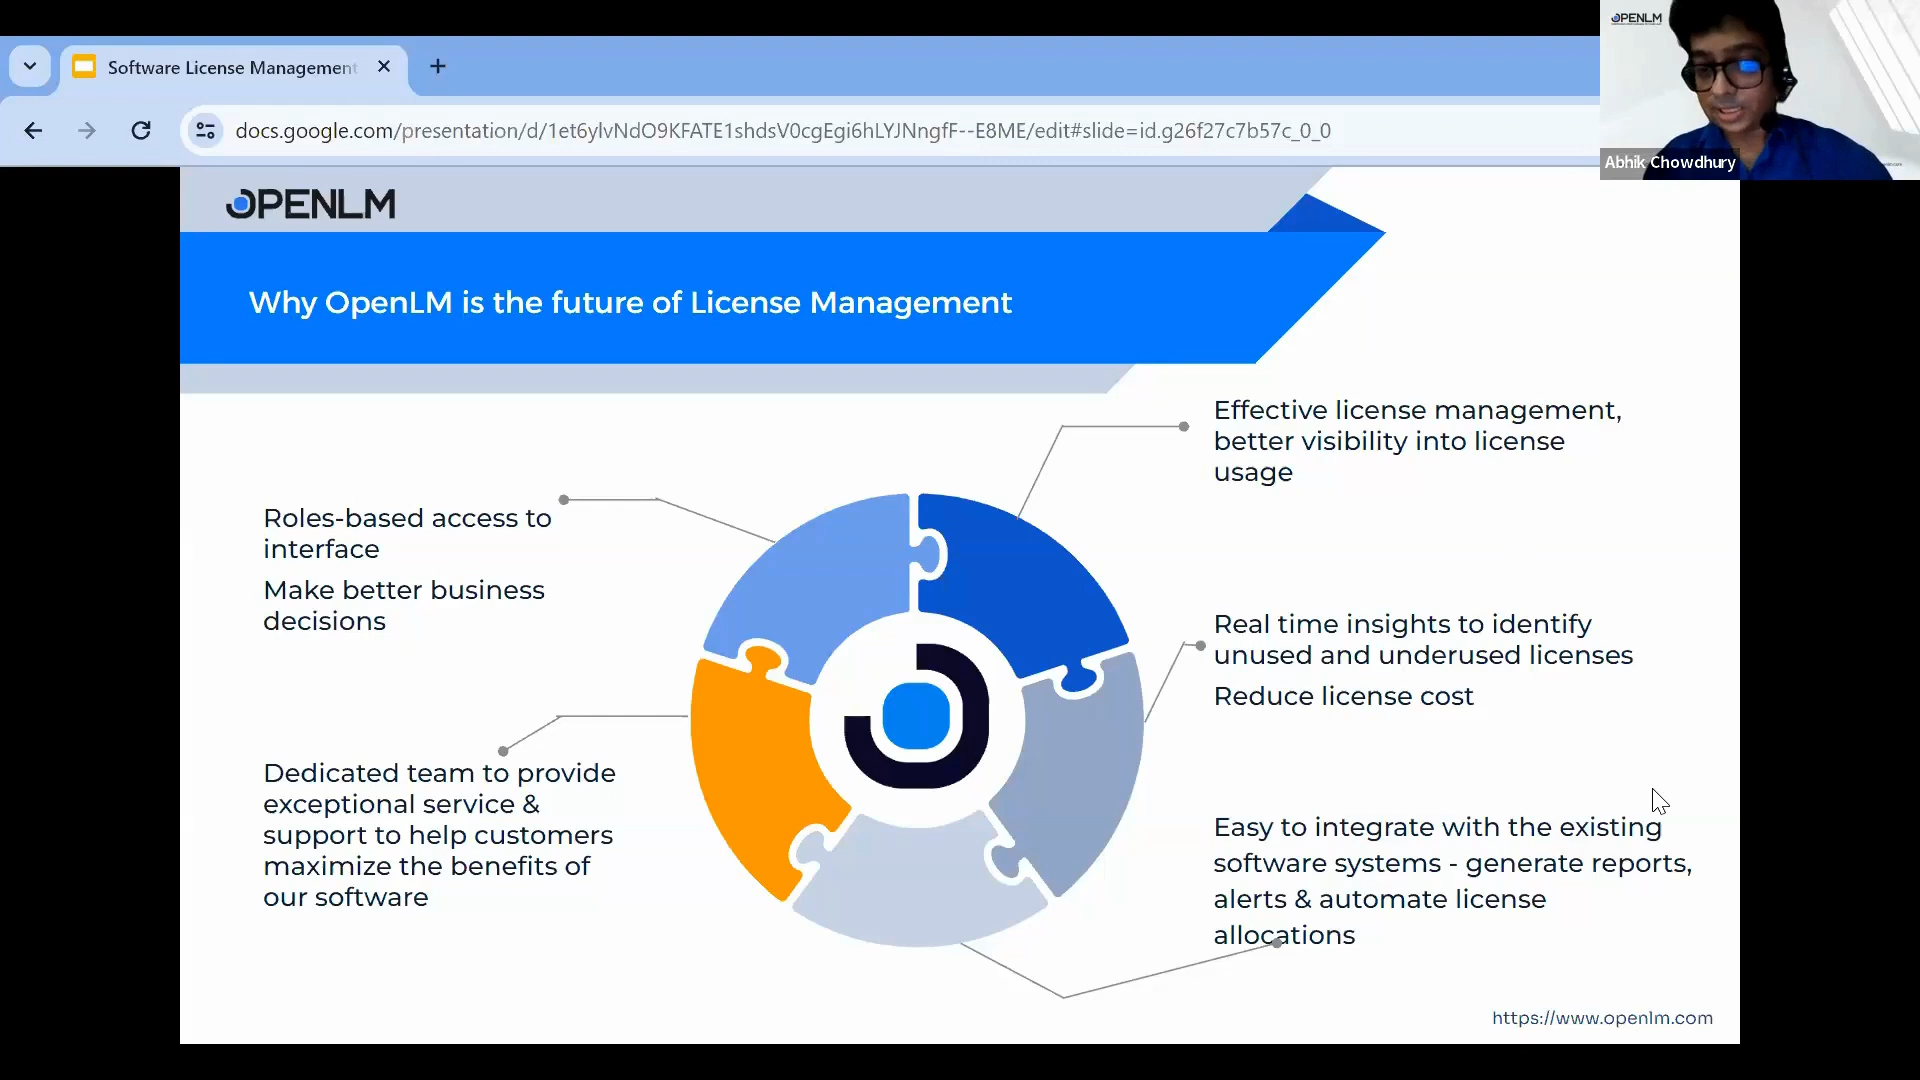 Software License Management
docs.google.com/presentation/d/1et6ylvNdO9KFATE1shdsV0cgEgi6hLYJNngfF--E8ME/edit#slide=id.g26f27c7b57c_0_0
OPENLM
Abhik Chowdhury
OPENLM
Why OpenLM is the future of License Management
Effective license management,
better visibility into license
usage
Roles-based access to
interface
Make better business
decisions
Real time insights to identify
unused and underused licenses
Reduce license cost
Dedicated team to provide
exceptional service &
support to help customers
maximize the benefits of
our software
Easy to integrate with the existing
software systems - generate reports,
alerts & automate license
allocations
https://www.openlm.com